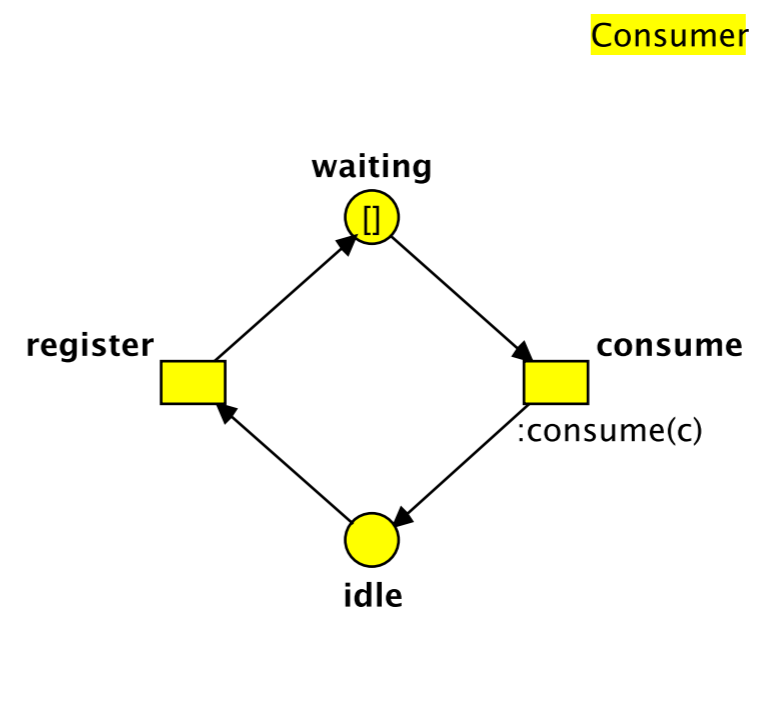 Consumer
waiting
[]
register
consume
:consume(c)
idle